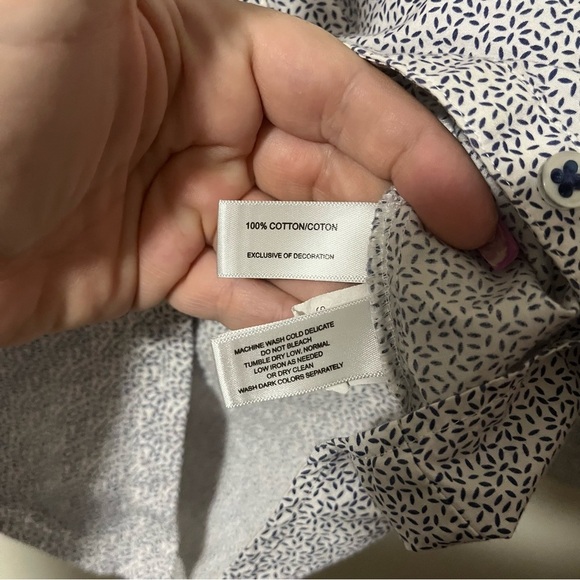 100% COTTON/COTON
EXCLUSIVE OF DECORATION
S
MACHINE WASH COLD DELICATE
DO NOT BLEACH
TUMBLE DRY LOW, NORMAL
LOW IRON AS NEEDED
OR DRY CLEAN
WASH DARK COLORS SEPARATELY